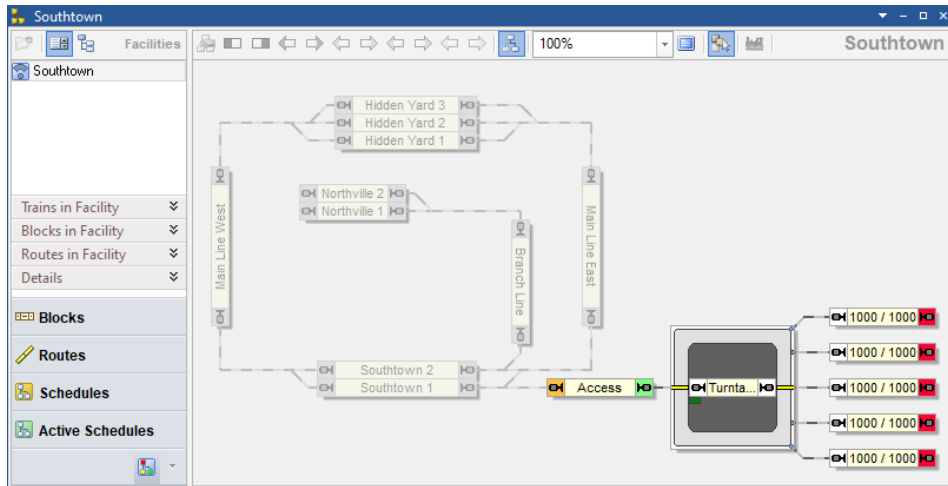 Southtown
Facilities
100%
Southtown
Southtown
Trains in Facility
Blocks in Facility
Routes in Facility
Details
Blocks
Routes
Schedules
Active Schedules
Hidden Yard 3
Hidden Yard 2
Hidden Yard 1
Northville 2
Northville 1
Main Line West
Branch Line
Main Line East
Southtown 2
Southtown 1
Access
Turnta...
1000 / 1000
1000 / 1000
1000 / 1000
1000 / 1000
1000 / 1000